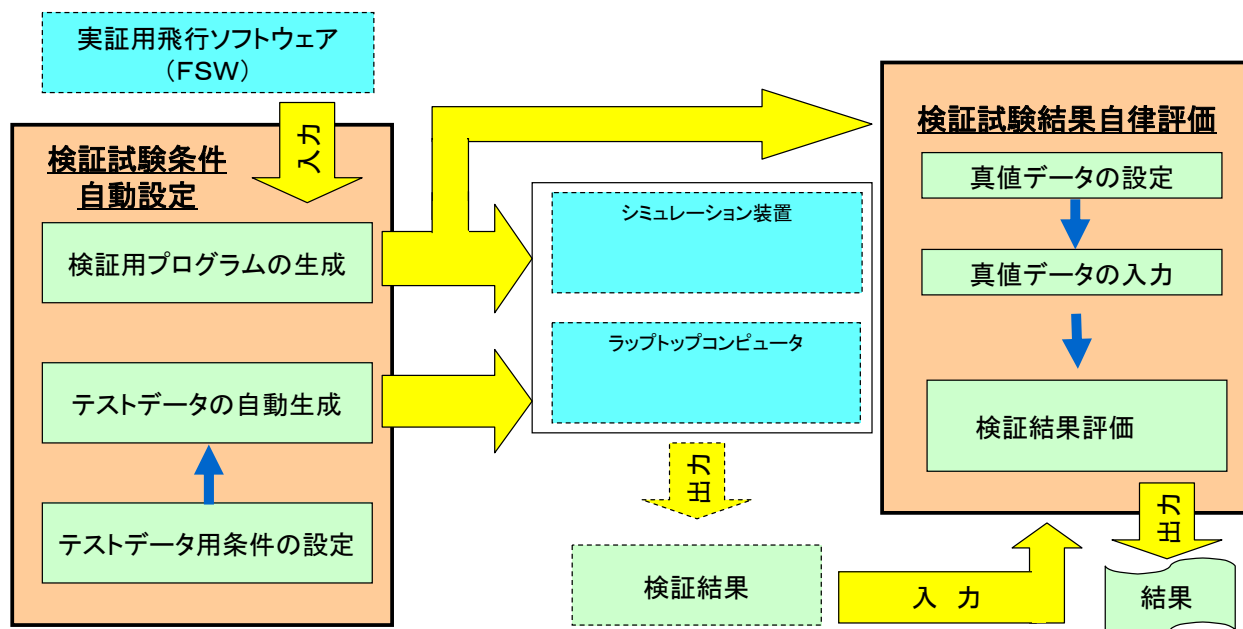 実証用飛行ソフトウェア
(FSW)
入力
検証試験条件
自動設定
検証用プログラムの生成
テストデータの自動生成
テストデータ用条件の設定
シミュレーション装置
ラップトップコンピュータ
出力
検証結果
入 力
検証試験結果自律評価
真値データの設定
真値データの入力
検証結果評価
出力
結果